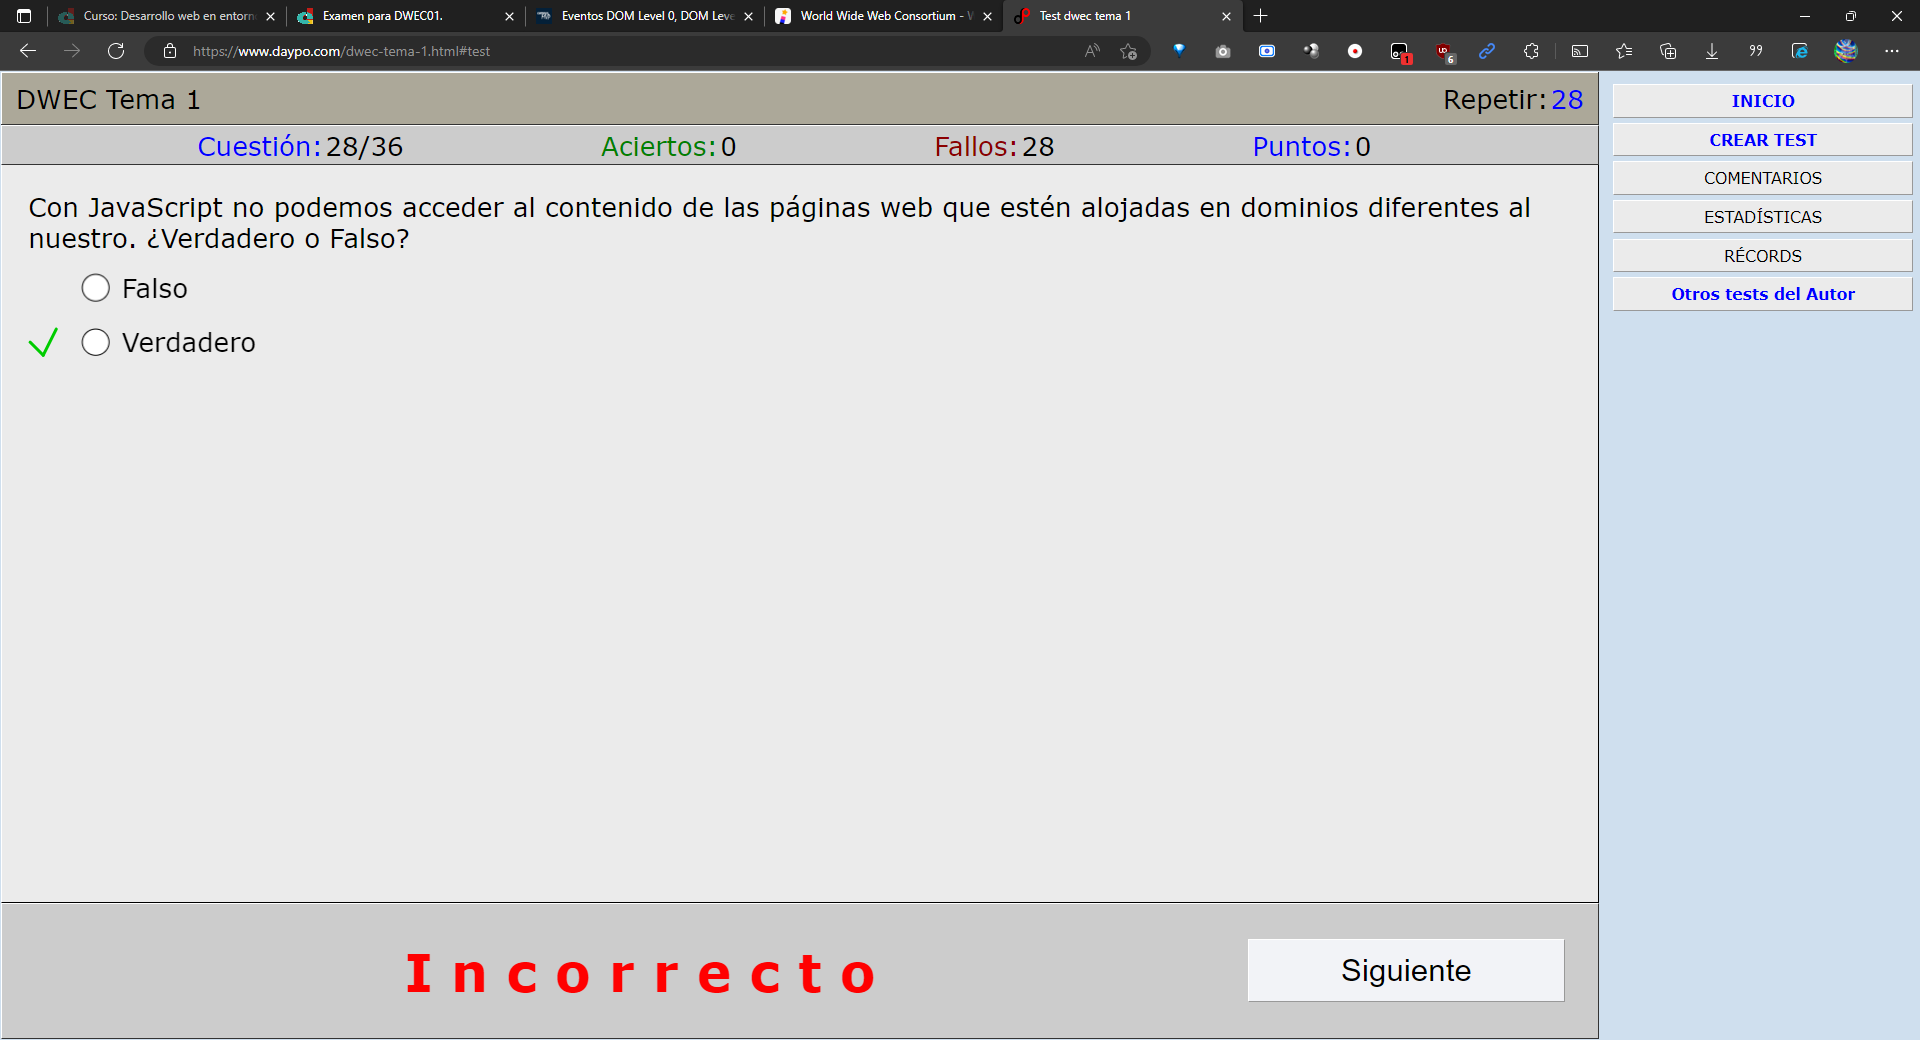 Curso: Desarrollo web en entorn
Examen para DWEC01.
Eventos DOM Level 0, DOM Leve
World Wide Web Consortium - W
Test dwec tema 1
https://www.daypo.com/dwec-tema-1.html#test
1
6
DWEC Tema 1
Repetir: 28
Cuestión: 28/36
Aciertos: 0
Fallos: 28
Puntos: 0
Con JavaScript no podemos acceder al contenido de las páginas web que estén alojadas en dominios diferentes al
nuestro. ¿Verdadero o Falso?
Falso
Verdadero
Incorrecto
Siguiente
INICIO
CREAR TEST
COMENTARIOS
ESTADÍSTICAS
RÉCORDS
Otros tests del Autor